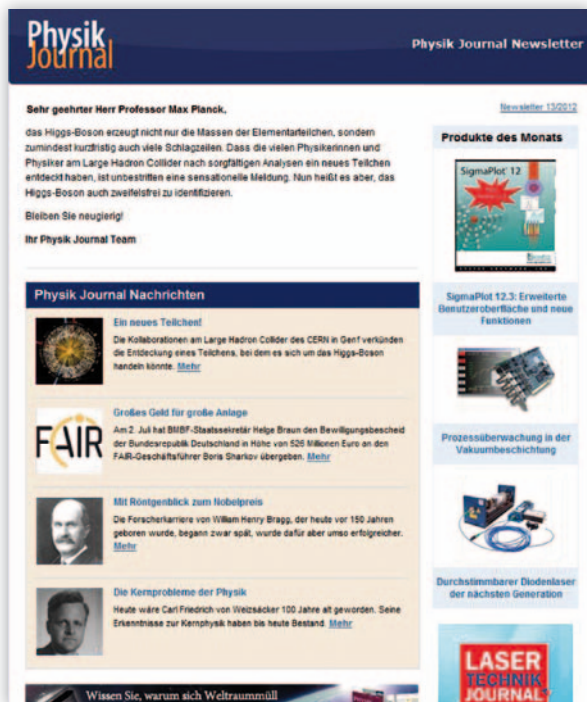 Physik
Journal
Physik Journal Newsletter
Newsletter 13/2012
Sehr geehrter Herr Professor Max Planck,
das Higgs-Boson erzeugt nicht nur die Massen der Elementarteilchen, sondern
zumindest kurzfristig auch viele Schlagzeilen. Dass die vielen Physikerinnen und
Physiker am Large Hadron Collider nach sorgfältigen Analysen ein neues Teilchen
entdeckt haben, ist unbestritten eine sensationelle Meldung. Nun heißt es aber, das
Higgs-Boson auch zweifelsfrei zu identifizieren.
Bleiben Sie neugierig!
Ihr Physik Journal Team
Physik Journal Nachrichten
Ein neues Teilchen!
Die Kollaborationen am Large Hadron Collider des CERN in Genf verkünden
die Entdeckung eines Teilchens, bei dem es sich um das Higgs-Boson
handeln könnte. Mehr
FAIR
Großes Geld für große Anlage
Am 2. Juli hat BMBF-Staatssekretär Helge Braun den Bewilligungsbescheid
der Bundesrepublik Deutschland in Höhe von 526 Millionen Euro an den
FAIR-Geschäftsführer Boris Sharkov übergeben. Mehr
Mit Röntgenblick zum Nobelpreis
Die Forscherkarriere von William Henry Bragg, der heute vor 150 Jahren
geboren wurde, begann zwar spät, wurde dafür aber umso erfolgreicher.
Mehr
Die Kernprobleme der Physik
Heute wäre Carl Friedrich von Weizsäcker 100 Jahre alt geworden. Seine
Erkenntnisse zur Kernphysik haben bis heute Bestand. Mehr
Wissen Sie, warum sich Weltraummüll
Produkte des Monats
SigmaPlot 12
SigmaPlot 12.3: Erweiterte
Benutzeroberfläche und neue
Funktionen
Prozessüberwachung in der
Vakuumbeschichtung
Durchstimmbarer Diodenlaser
der nächsten Generation
LASER
TECHNIK
JOURNAL